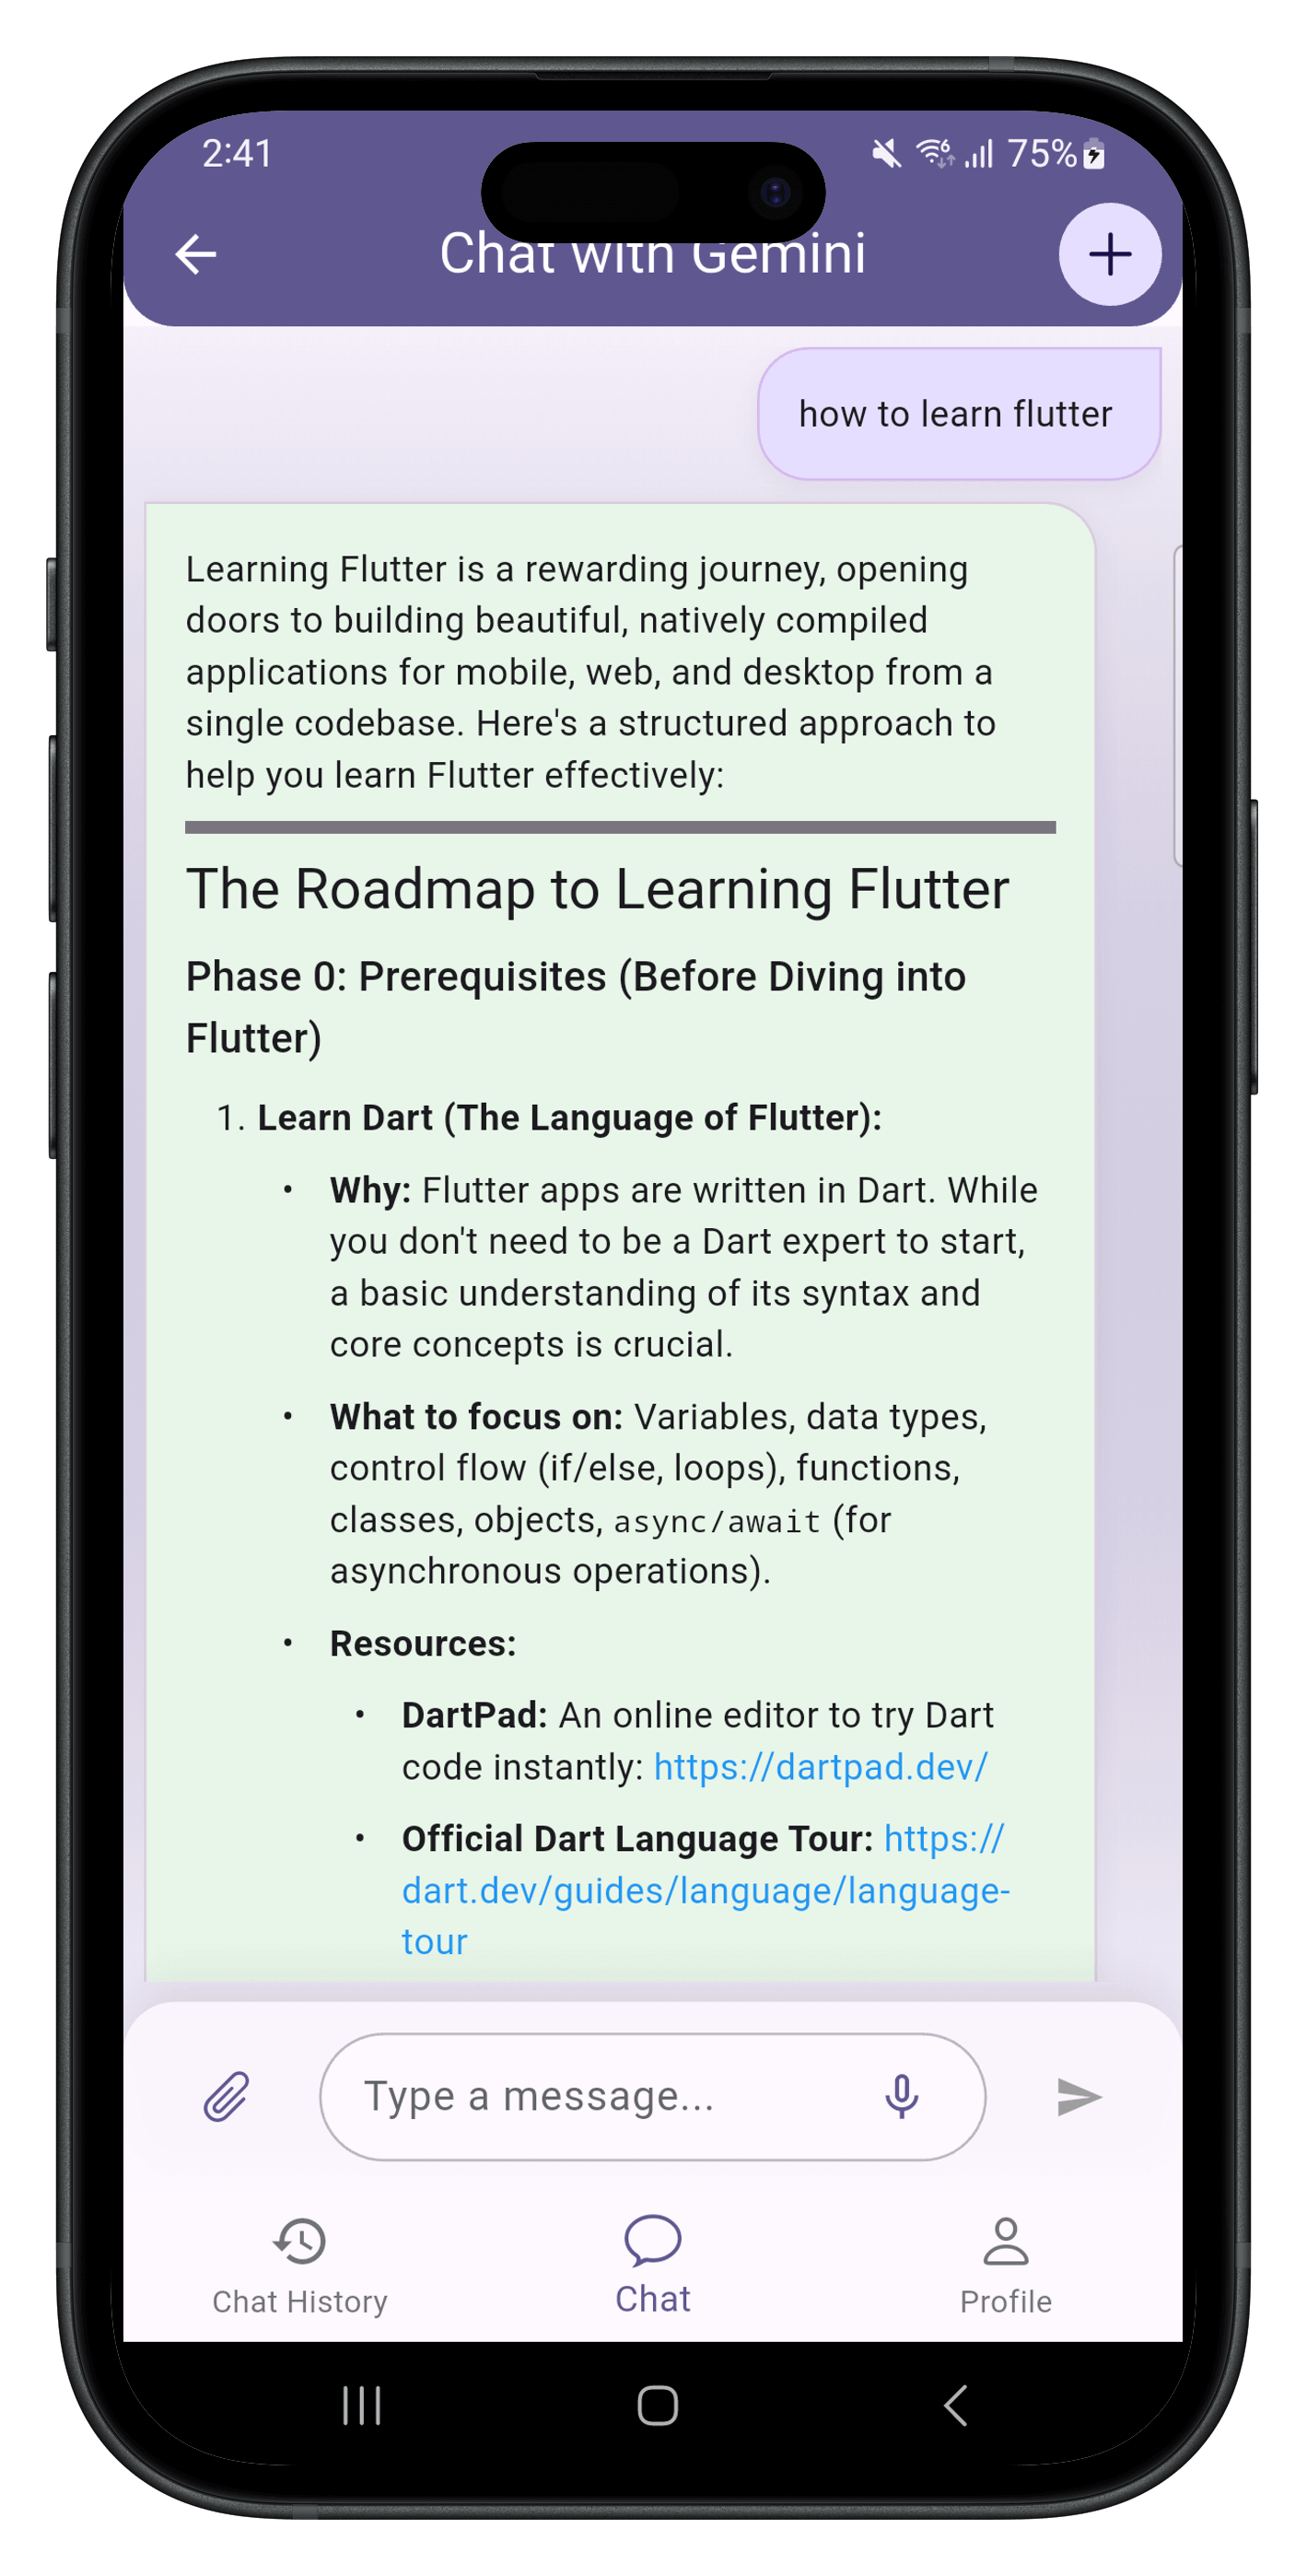 2:41
6
75%
Chat with Gemini
how to learn flutter
Learning Flutter is a rewarding journey, opening
doors to building beautiful, natively compiled
applications for mobile, web, and desktop from a
single codebase. Here's a structured approach to
help you learn Flutter effectively:
The Roadmap to Learning Flutter
Phase 0: Prerequisites (Before Diving into
Flutter)
1. Learn Dart (The Language of Flutter):
• Why: Flutter apps are written in Dart. While
you don't need to be a Dart expert to start,
a basic understanding of its syntax and
core concepts is crucial.
• What to focus on: Variables, data types,
control flow (if/else, loops), functions,
classes, objects, async/await (for
asynchronous operations).
• Resources:
• DartPad: An online editor to try Dart
code instantly: https://dartpad.dev/
• Official Dart Language Tour: https://
dart.dev/guides/language/language-
tour
Type a message...
Chat History
Chat
Profile